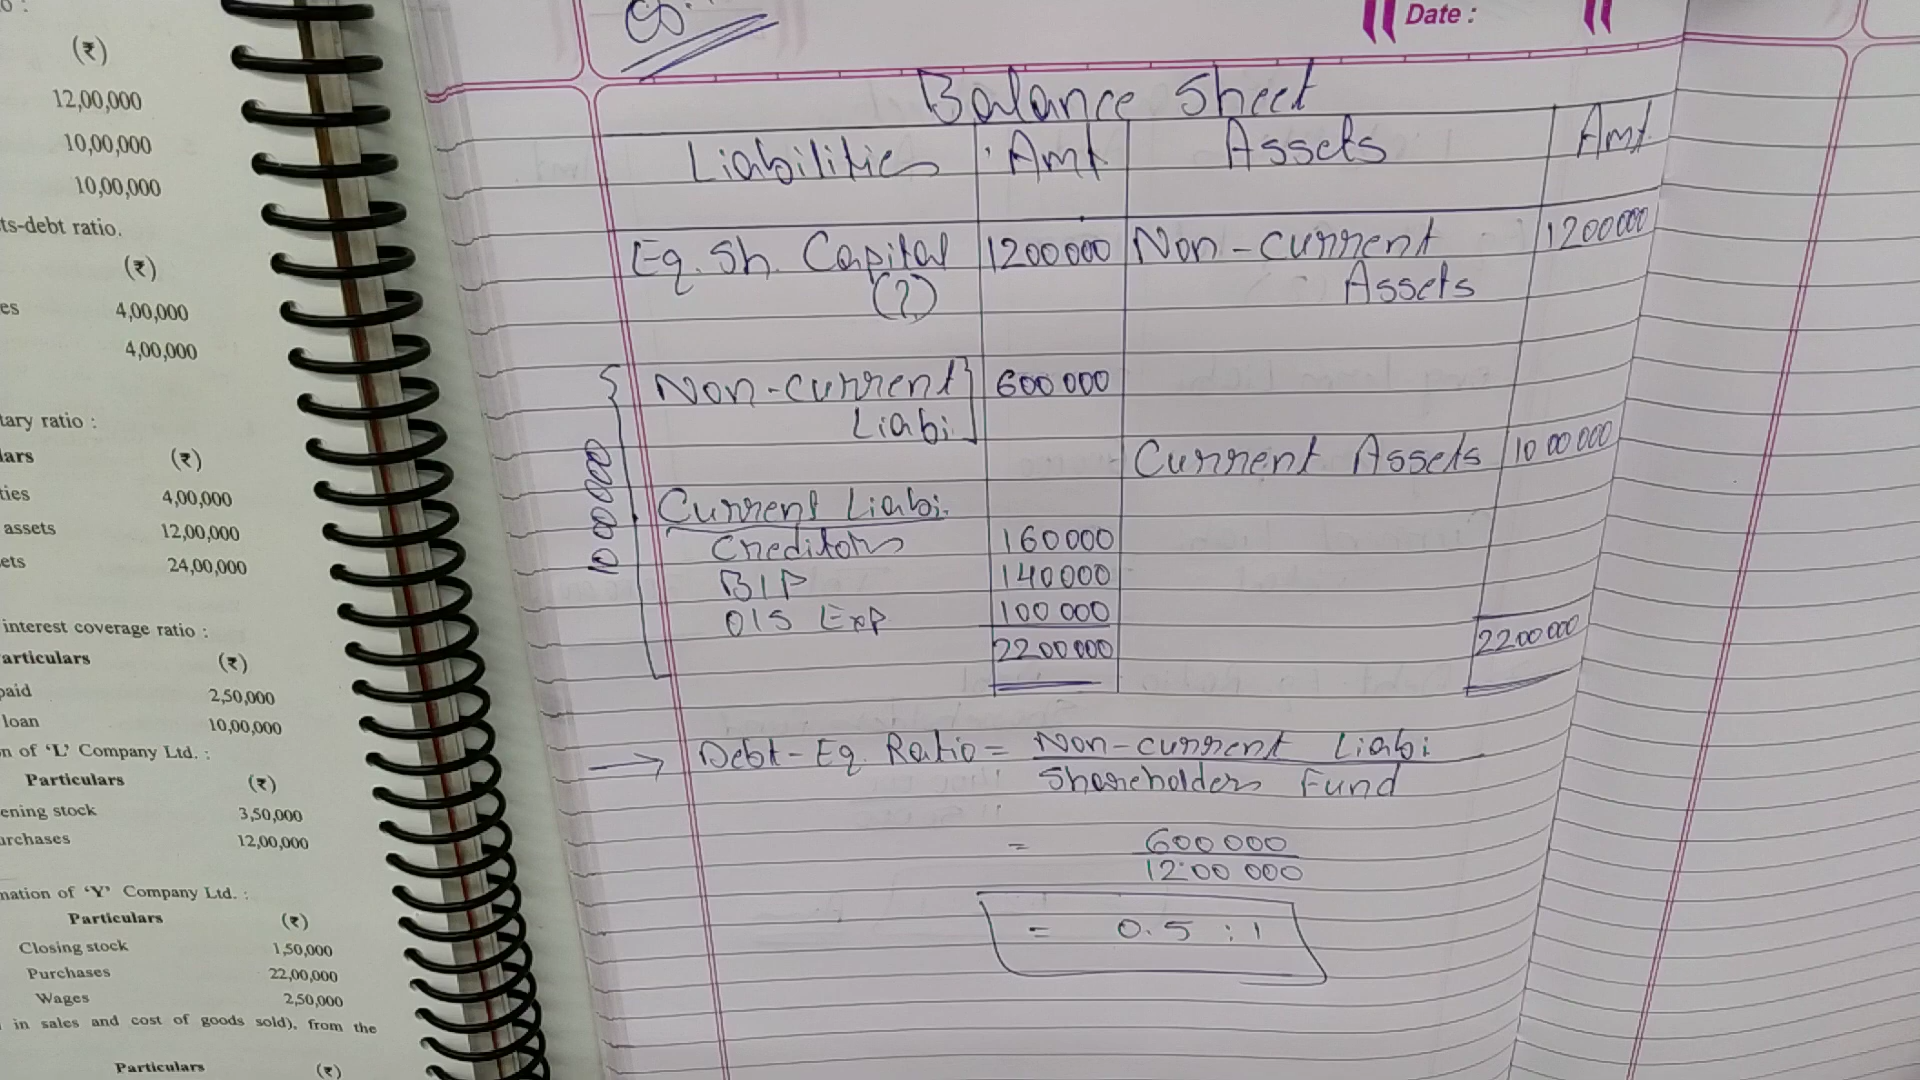 (₹)
12,00,000
10,00,000
10,00,000
ts-debt ratio.
(₹)
es 4,00,000
4,00,000
tary ratio :
lars (₹)
ties 4,00,000
assets 12,00,000
ets 24,00,000
interest coverage ratio :
articulars (₹)
paid 2,50,000
loan 10,00,000
n of ‘L’ Company Ltd. :
Particulars (₹)
ening stock 3,50,000
urchases 12,00,000
mation of ‘Y’ Company Ltd. :
Particulars (₹)
Closing stock 1,50,000
Purchases 22,00,000
Wages 2,50,000
in sales and cost of goods sold), from the
Particulars (₹)
Date :
Balance Sheet
Liabilities Amt Assets Amt
Eq. Sh. Capital 1200000 Non-current 1200000
(?) Assets
Non-current 600000
Liabi
Current Assets 1000000
1000000
Current Liabi.
Creditors 160000
B/P 140000
O/S Exp 100000
2200000 2200000
→ Debt-Eq. Ratio = Non-current Liabi
Shareholders Fund
= 600000
1200000
= 0.5 : 1